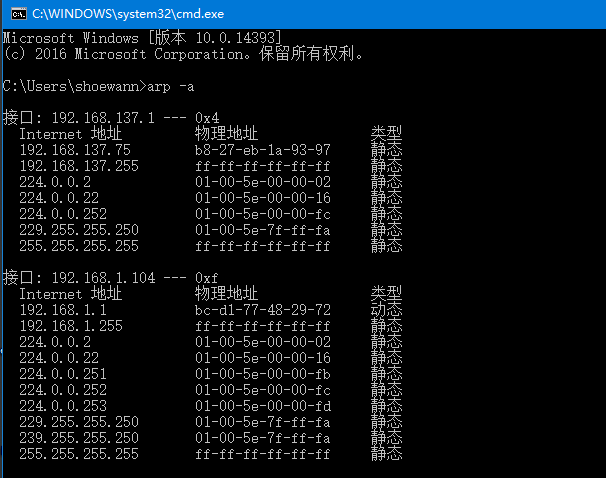 C:\WINDOWS\system32\cmd.exe
Microsoft Windows [版本 10.0.14393]
(c) 2016 Microsoft Corporation。保留所有权利。
C:\Users\shoewann>arp -a
接口: 192.168.137.1 --- 0x4
Internet 地址 物理地址 类型
192.168.137.75 b8-27-eb-1a-93-97 静态
192.168.137.255 ff-ff-ff-ff-ff-ff 静态
224.0.0.2 01-00-5e-00-00-02 静态
224.0.0.22 01-00-5e-00-00-16 静态
224.0.0.252 01-00-5e-00-00-fc 静态
229.255.255.250 01-00-5e-7f-ff-fa 静态
255.255.255.255 ff-ff-ff-ff-ff-ff 静态
接口: 192.168.1.104 --- 0xf
Internet 地址 物理地址 类型
192.168.1.1 bc-d1-77-48-29-72 动态
192.168.1.255 ff-ff-ff-ff-ff-ff 静态
224.0.0.2 01-00-5e-00-00-02 静态
224.0.0.22 01-00-5e-00-00-16 静态
224.0.0.251 01-00-5e-00-00-fb 静态
224.0.0.252 01-00-5e-00-00-fc 静态
224.0.0.253 01-00-5e-00-00-fd 静态
229.255.255.250 01-00-5e-7f-ff-fa 静态
239.255.255.250 01-00-5e-7f-ff-fa 静态
255.255.255.255 ff-ff-ff-ff-ff-ff 静态